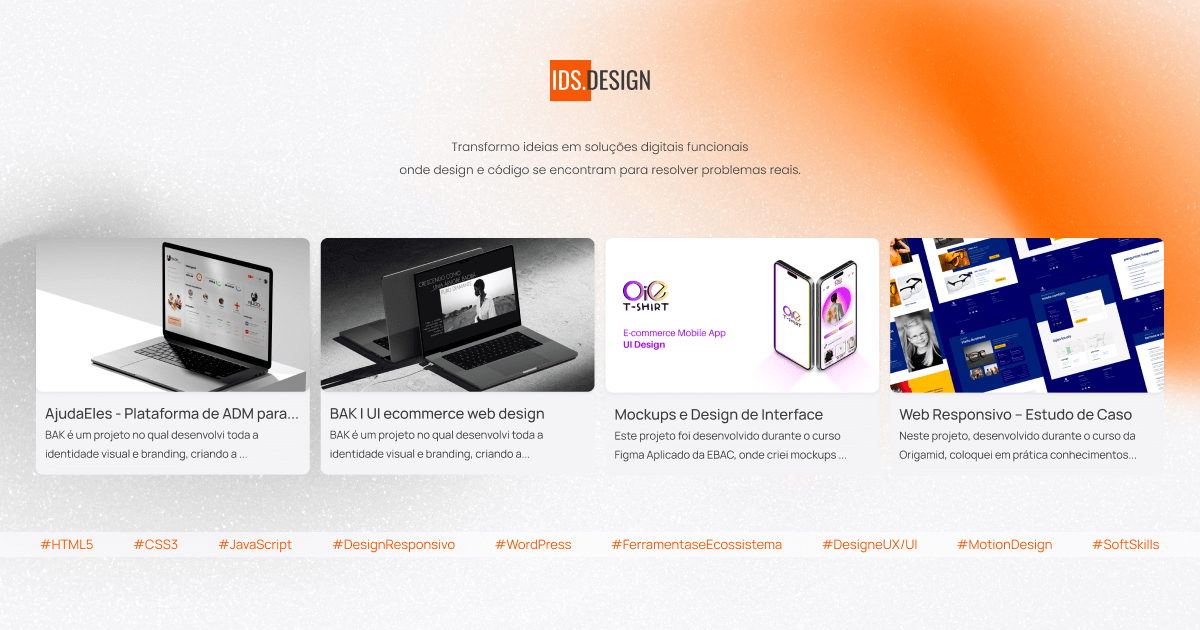 IDS.DESIGN
Transformo ideias em soluções digitais funcionais
onde design e código se encontram para resolver problemas reais.
CRESCENDO COMO
UMA ÁRVORE BAOBÁ
OiE
T-SHIRT
E-commerce Mobile App
UI Design
AjudaEles - Plataforma de ADM para...
BAK é um projeto no qual desenvolvi toda a
identidade visual e branding, criando a ...
BAK | UI ecommerce web design
BAK é um projeto no qual desenvolvi toda a
identidade visual e branding, criando a...
Mockups e Design de Interface
Este projeto foi desenvolvido durante o curso
Figma Aplicado da EBAC, onde criei mockups ...
Web Responsivo – Estudo de Caso
Neste projeto, desenvolvido durante o curso da
Origamid, coloquei em prática conhecimentos...
#HTML5 #CSS3 #JavaScript #DesignResponsivo #WordPress #FerramentaseEcossistema #DesigneUX/UI #MotionDesign #SoftSkills